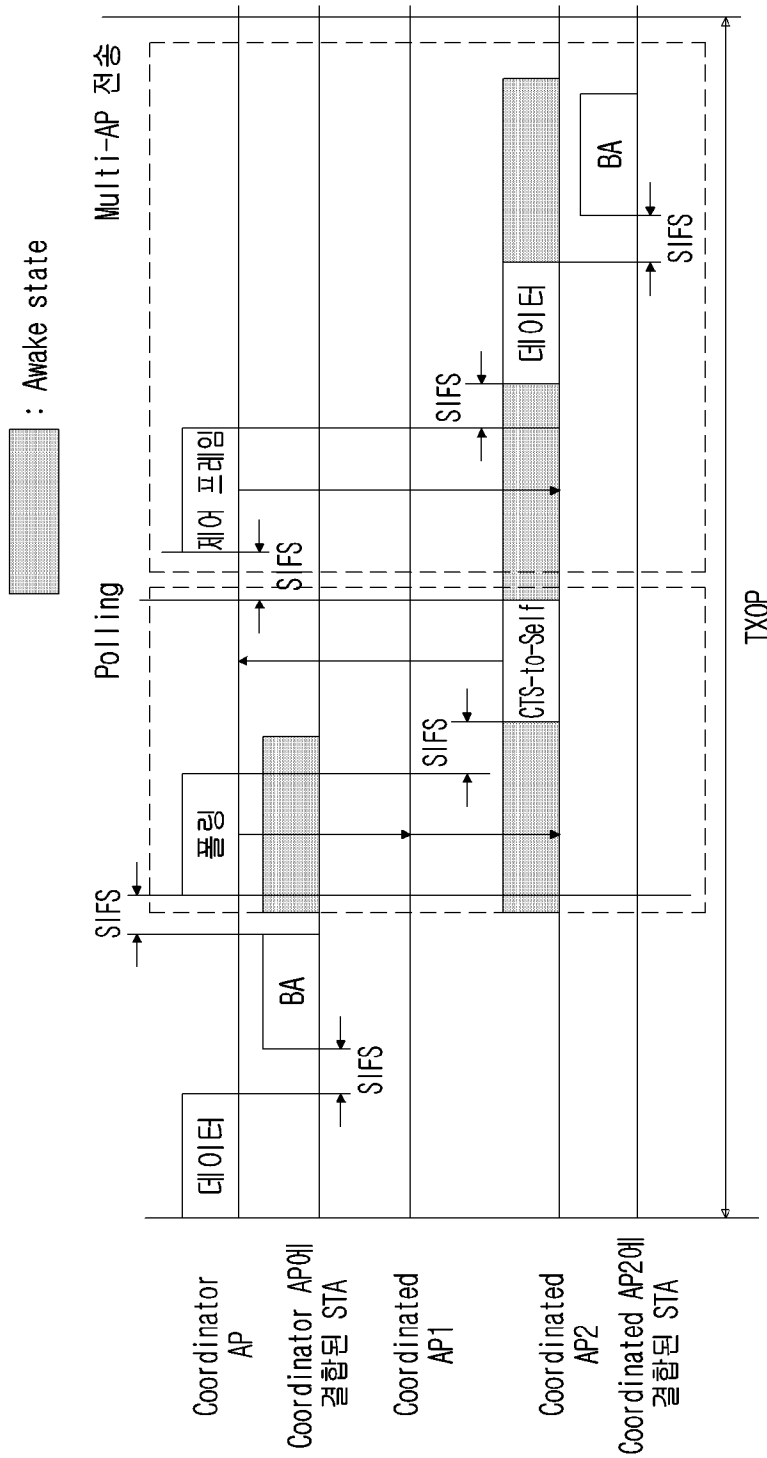 : Awake state
Polling
Multi-AP 전송
SIFS
Coordinator
AP
데이터
폴링
제어 프레임
SIFS
Coordinator AP에
결합된 STA
BA
SIFS
Coordinated
AP1
SIFS
SIFS
Coordinated
AP2
CTS-to-Self
데이터
Coordinated AP2에
결합된 STA
BA
SIFS
TXOP